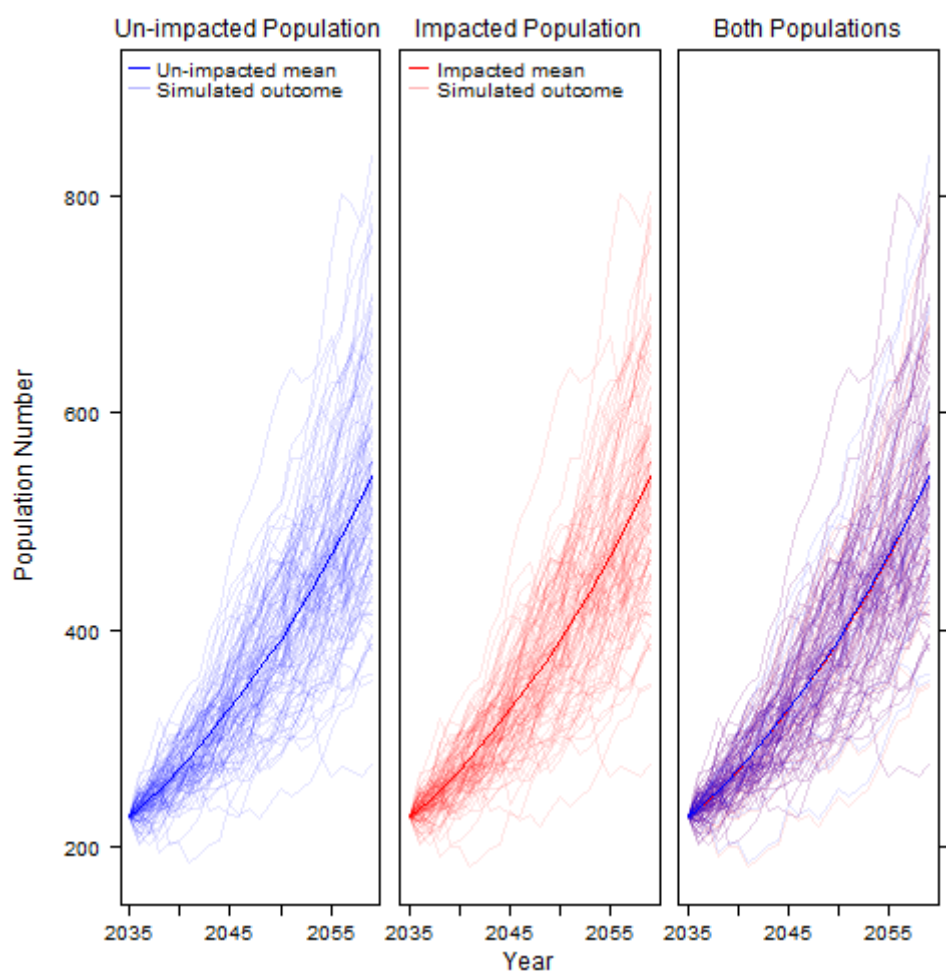 Un-impacted Population Impacted Population Both Populations
Un-impacted mean
Simulated outcome
Impacted mean
Simulated outcome
Population Number
800
600
400
200
2035 2045 2055 2035 2045 2055 2035 2045 2055
Year